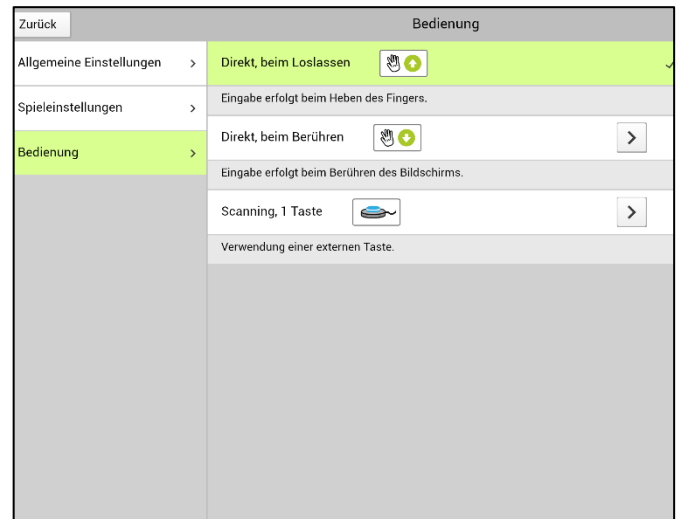 Zurück
Bedienung
Allgemeine Einstellungen
Spieleinstellungen
Bedienung
Direkt, beim Loslassen
Eingabe erfolgt beim Heben des Fingers.
Direkt, beim Berühren
Eingabe erfolgt beim Berühren des Bildschirms.
Scanning, 1 Taste
Verwendung einer externen Taste.